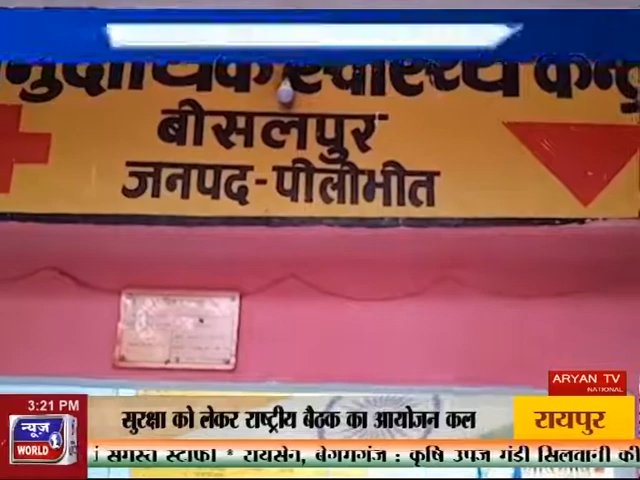 सामुदायिक स्वास्थ्य केन्द्र
बीसलपुर
जनपद-पीलीभीत
ARYAN TV
NATIONAL
3:21 PM
न्यूज़
WORLD
सुरक्षा को लेकर राष्ट्रीय बैठक का आयोजन कल
रायपुर
समस्त स्टाफा * रायसेन, बेगमगंज : कृषि उपज मंडी सिलतानी की